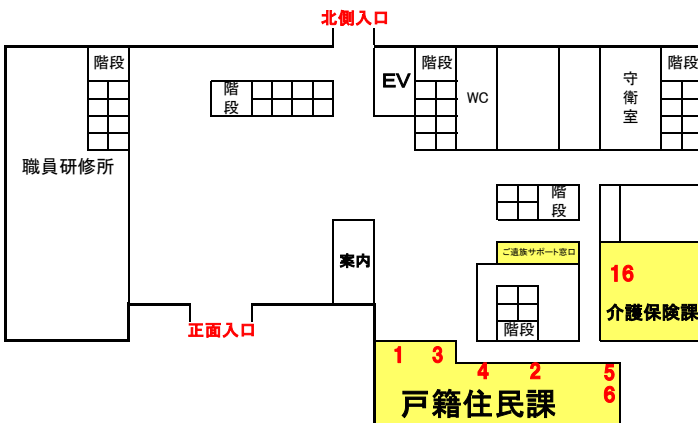 北側入口
階段
階段
階段
EV
階段
WC
守衛室
職員研修所
階段
案内
ご遺族サポート窓口
16
介護保険課
正面入口
階段
1
3
4
2
5
6
戸籍住民課